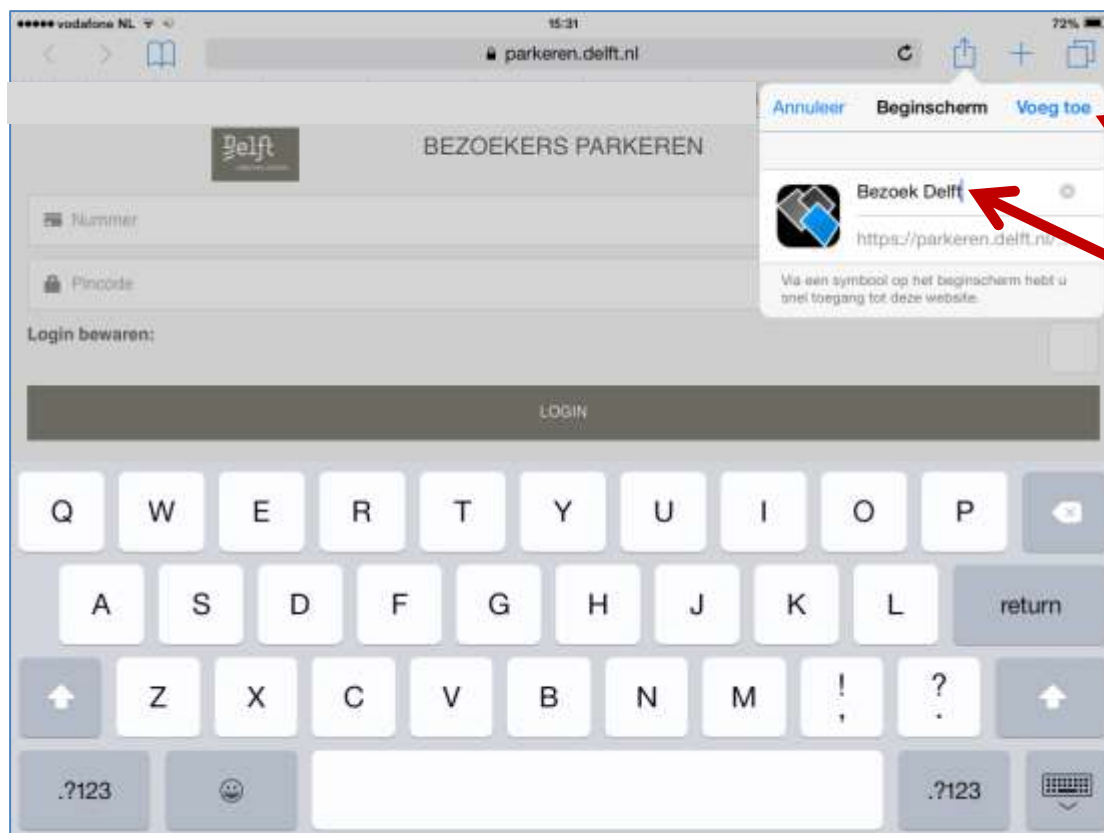 vodafone NL 15:31 72%
parkeren.delft.nl
Annuleer Beginscherm Voeg toe
Delft BEZOEKERS PARKEREN
Bezoek Delft
Nummer
https://parkeren.delft.nl/...
Pincode
Via een symbool op het beginscherm hebt u
snel toegang tot deze website.
Login bewaren:
LOGIN
Q W E R T Y U I O P
A S D F G H J K L return
Z X C V B N M ! , ? .
.?123 .?123